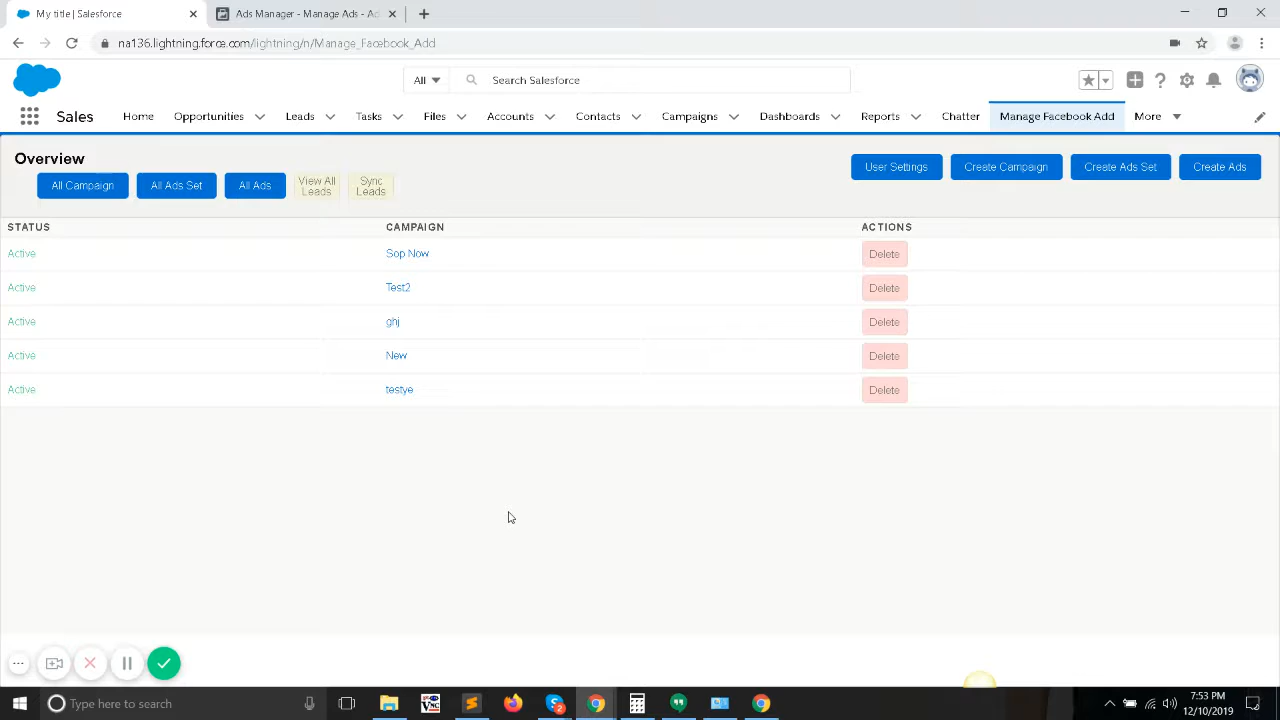 My title | Salesforce
Ads Manager - Manage Ads - Ad
na136.lightning.force.com/lightning/n/Manage_Facebook_Add
All
Search Salesforce
Sales
Home
Opportunities
Leads
Tasks
Files
Accounts
Contacts
Campaigns
Dashboards
Reports
Chatter
Manage Facebook Add
More
Overview
All Campaign
All Ads Set
All Ads
View All
Leads
Sync
Leads
User Settings
Create Campaign
Create Ads Set
Create Ads
STATUS CAMPAIGN ACTIONS
Active Sop Now Delete
Active Test2 Delete
Active ghj Delete
Active New Delete
Active testye Delete
Type here to search
7:53 PM
12/10/2019